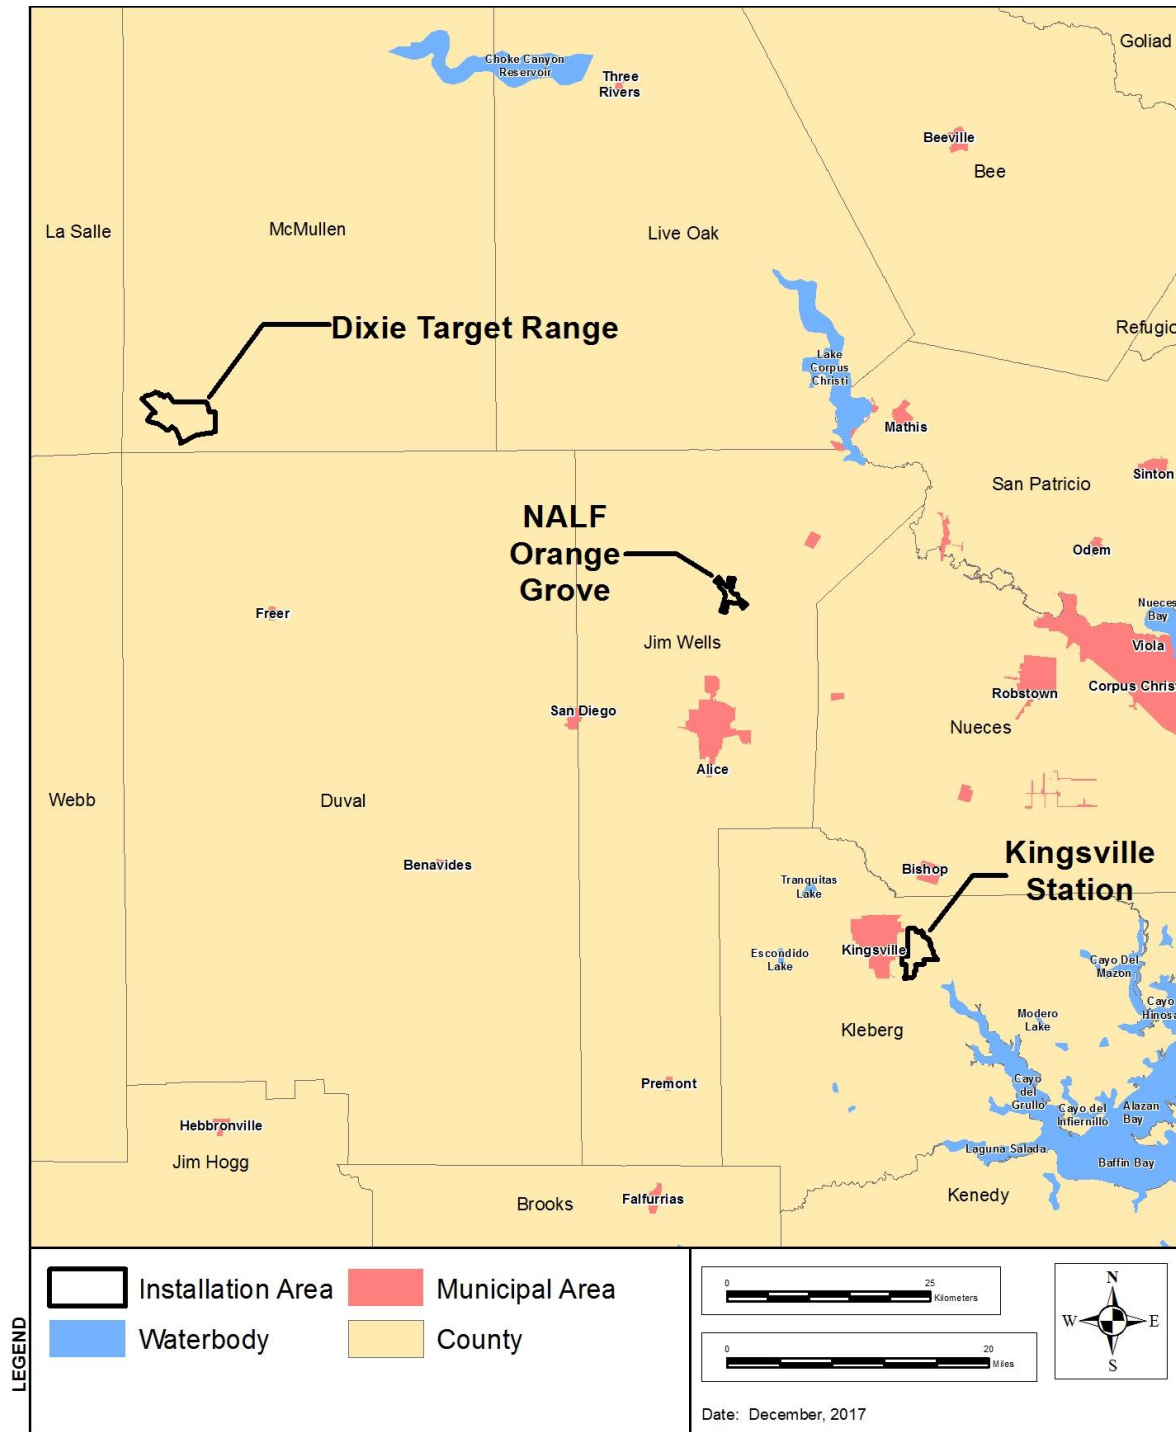 Goliad
Choke Canyon
Reservoir
Three
Rivers
Beeville
Bee
La Salle
McMullen
Live Oak
Dixie Target Range
Refugio
Lake
Corpus
Christi
Mathis
Sinton
San Patricio
NALF
Orange
Grove
Odem
Freer
Nueces
Bay
Viola
Jim Wells
Robstown
Corpus Christ
San Diego
Nueces
Alice
Webb
Duval
Benavides
Bishop
Kingsville
Station
Tranquitas
Lake
Kingsville
Escondido
Lake
Cayo Del
Mazon
Cayo
Hinosa
Modero
Lake
Kleberg
Premont
Cayo
del
Grullo
Cayo del
Infiernillo
Alazan
Bay
Hebbronville
Laguna Salada
Baffin Bay
Jim Hogg
Brooks
Falfurrias
Kenedy
LEGEND
Installation Area
Municipal Area
Waterbody
County
0 25
Kilometers
0 20
Miles
N
W E
S
Date: December, 2017